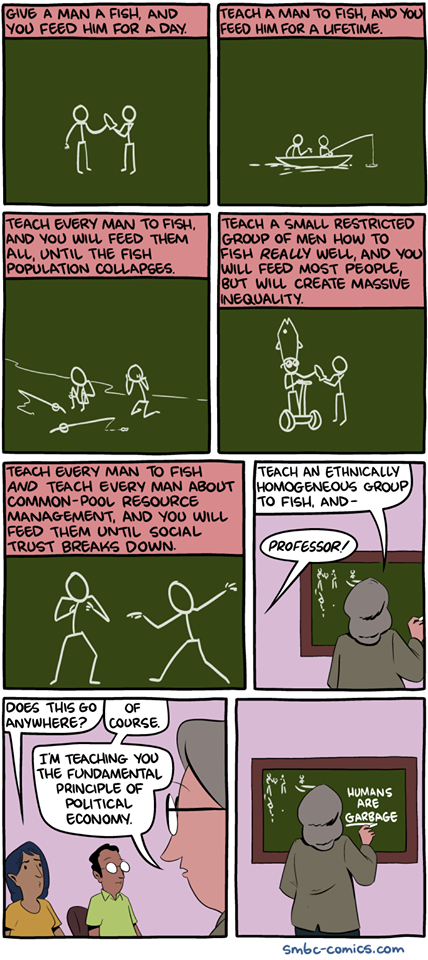 GIVE A MAN A FISH, AND
YOU FEED HIM FOR A DAY.
TEACH A MAN TO FISH, AND YOU
FEED HIM FOR A LIFETIME.
TEACH EVERY MAN TO FISH,
AND YOU WILL FEED THEM
ALL, UNTIL THE FISH
POPULATION COLLAPSES.
TEACH A SMALL RESTRICTED
GROUP OF MEN HOW TO
FISH REALLY WELL, AND YOU
WILL FEED MOST PEOPLE,
BUT WILL CREATE MASSIVE
INEQUALITY.
TEACH EVERY MAN TO FISH
AND TEACH EVERY MAN ABOUT
COMMON-POOL RESOURCE
MANAGEMENT, AND YOU WILL
FEED THEM UNTIL SOCIAL
TRUST BREAKS DOWN.
TEACH AN ETHNICALLY
HOMOGENEOUS GROUP
TO FISH, AND-
PROFESSOR!
DOES THIS GO
ANYWHERE?
OF
COURSE.
I'M TEACHING YOU
THE FUNDAMENTAL
PRINCIPLE OF
POLITICAL
ECONOMY.
HUMANS
ARE
GARBAGE
smbc-comics.com